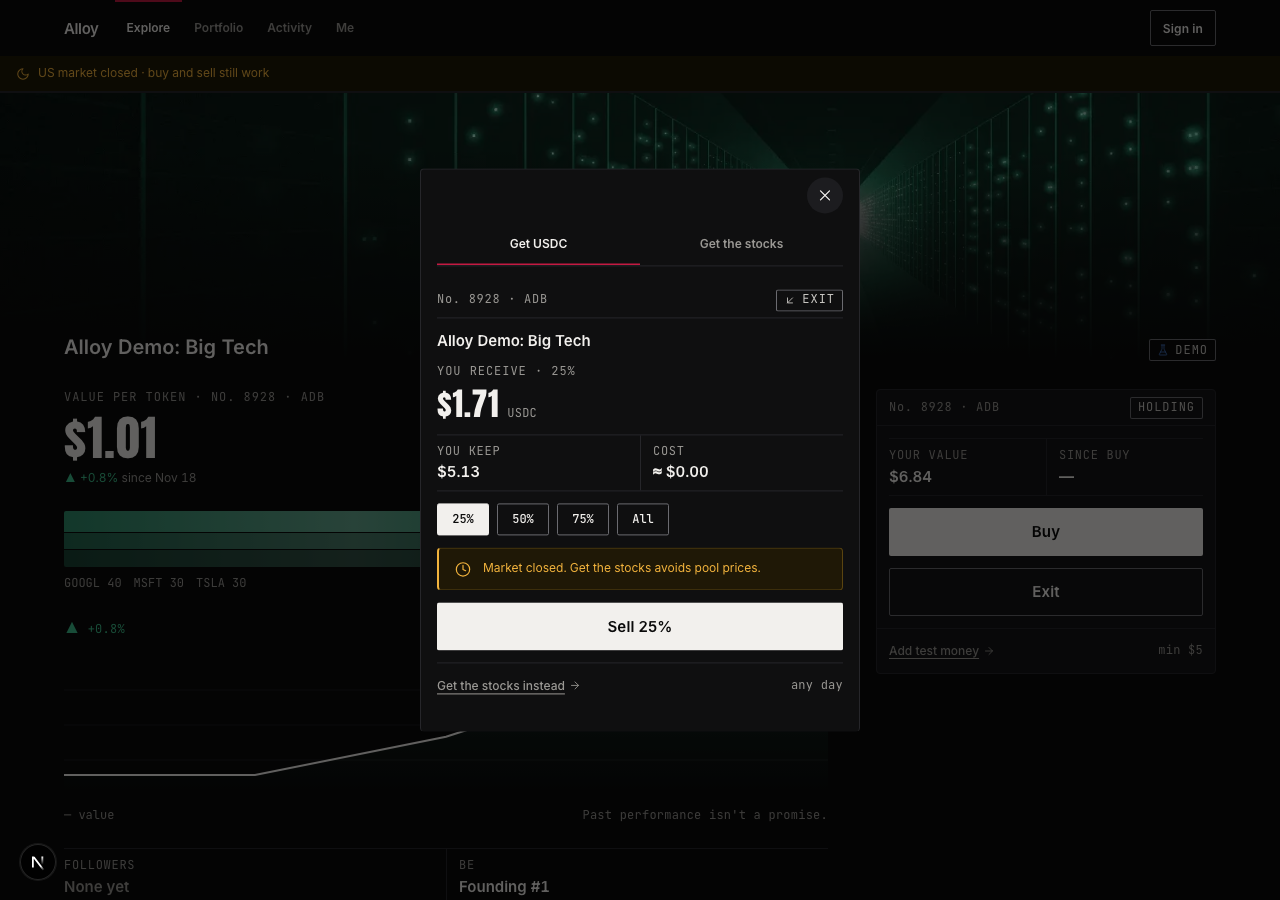 Alloy Explore Portfolio Activity Me Sign in
US market closed · buy and sell still work
Get USDC Get the stocks
No. 8928 · ADB EXIT
Alloy Demo: Big Tech
YOU RECEIVE · 25%
$1.71 USDC
YOU KEEP COST
$5.13 ≈ $0.00
25% 50% 75% All
Market closed. Get the stocks avoids pool prices.
Sell 25%
Get the stocks instead → any day
Alloy Demo: Big Tech DEMO
VALUE PER TOKEN · NO. 8928 · ADB
$1.01
▲ +0.8% since Nov 18
GOOGL 40 MSFT 30 TSLA 30
▲ +0.8%
— value Past performance isn't a promise.
FOLLOWERS BE
None yet Founding #1
No. 8928 · ADB HOLDING
YOUR VALUE SINCE BUY
$6.84 —
Buy
Exit
Add test money → min $5
N